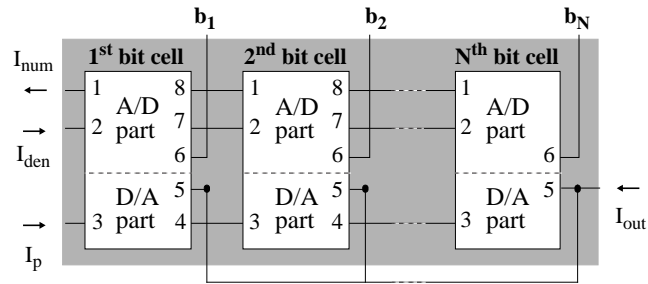 b1 b2 bN
Inum 1st bit cell 2nd bit cell Nth bit cell
1 8 1 8 1
A/D part A/D part A/D part
2 7 2 7 2
Iden 6 6 6
D/A part D/A part D/A part
5 5 5
3 4 3 4 3
Ip Iout